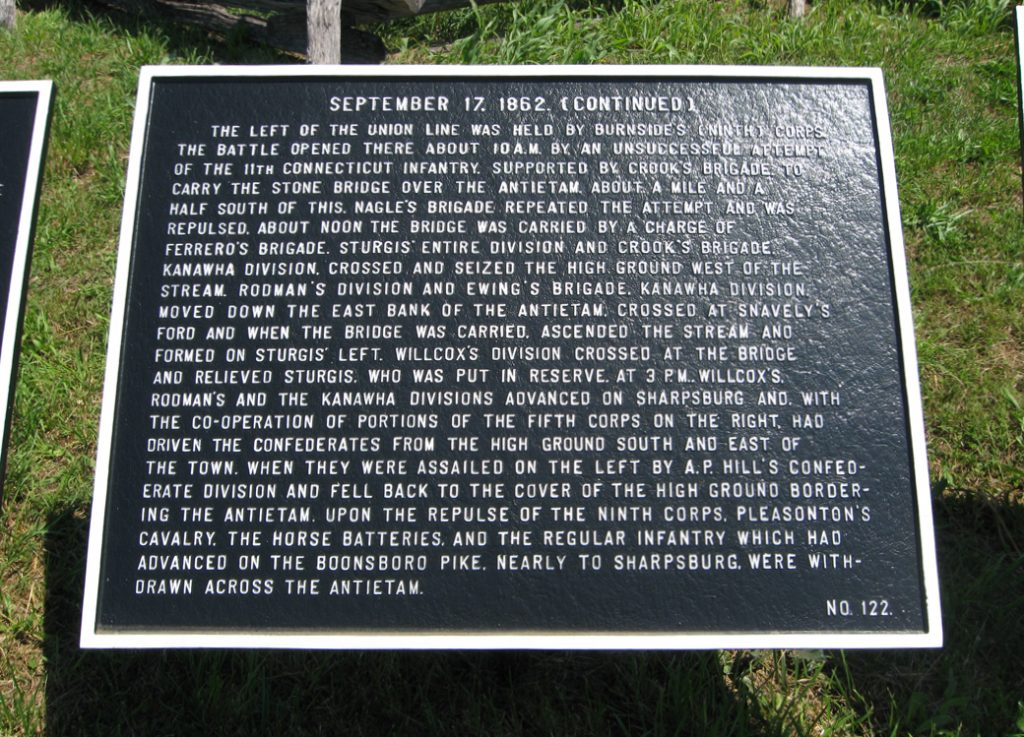 SEPTEMBER 17, 1862. (CONTINUED)
THE LEFT OF THE UNION LINE WAS HELD BY BURNSIDE'S (NINTH) CORPS.
THE BATTLE OPENED THERE ABOUT 10 A.M. BY AN UNSUCCESSFUL ATTEMPT
OF THE 11TH CONNECTICUT INFANTRY, SUPPORTED BY CROOK'S BRIGADE, TO
CARRY THE STONE BRIDGE OVER THE ANTIETAM, ABOUT A MILE AND A
HALF SOUTH OF THIS. NAGLE'S BRIGADE REPEATED THE ATTEMPT AND WAS
REPULSED. ABOUT NOON THE BRIDGE WAS CARRIED BY A CHARGE OF
FERRERO'S BRIGADE. STURGIS' ENTIRE DIVISION AND CROOK'S BRIGADE,
KANAWHA DIVISION, CROSSED AND SEIZED THE HIGH GROUND WEST OF THE
STREAM. RODMAN'S DIVISION AND EWING'S BRIGADE, KANAWHA DIVISION,
MOVED DOWN THE EAST BANK OF THE ANTIETAM, CROSSED AT SNAVELY'S
FORD AND WHEN THE BRIDGE WAS CARRIED, ASCENDED THE STREAM AND
FORMED ON STURGIS' LEFT. WILLCOX'S DIVISION CROSSED AT THE BRIDGE
AND RELIEVED STURGIS, WHO WAS PUT IN RESERVE. AT 3 P.M., WILLCOX'S,
RODMAN'S AND THE KANAWHA DIVISIONS ADVANCED ON SHARPSBURG AND, WITH
THE CO-OPERATION OF PORTIONS OF THE FIFTH CORPS ON THE RIGHT, HAD
DRIVEN THE CONFEDERATES FROM THE HIGH GROUND SOUTH AND EAST OF
THE TOWN, WHEN THEY WERE ASSAILED ON THE LEFT BY A.P. HILL'S CONFED-
ERATE DIVISION AND FELL BACK TO THE COVER OF THE HIGH GROUND BORDER-
ING THE ANTIETAM. UPON THE REPULSE OF THE NINTH CORPS, PLEASONTON'S
CAVALRY, THE HORSE BATTERIES, AND THE REGULAR INFANTRY WHICH HAD
ADVANCED ON THE BOONSBORO PIKE, NEARLY TO SHARPSBURG, WERE WITH-
DRAWN ACROSS THE ANTIETAM.
NO. 122.